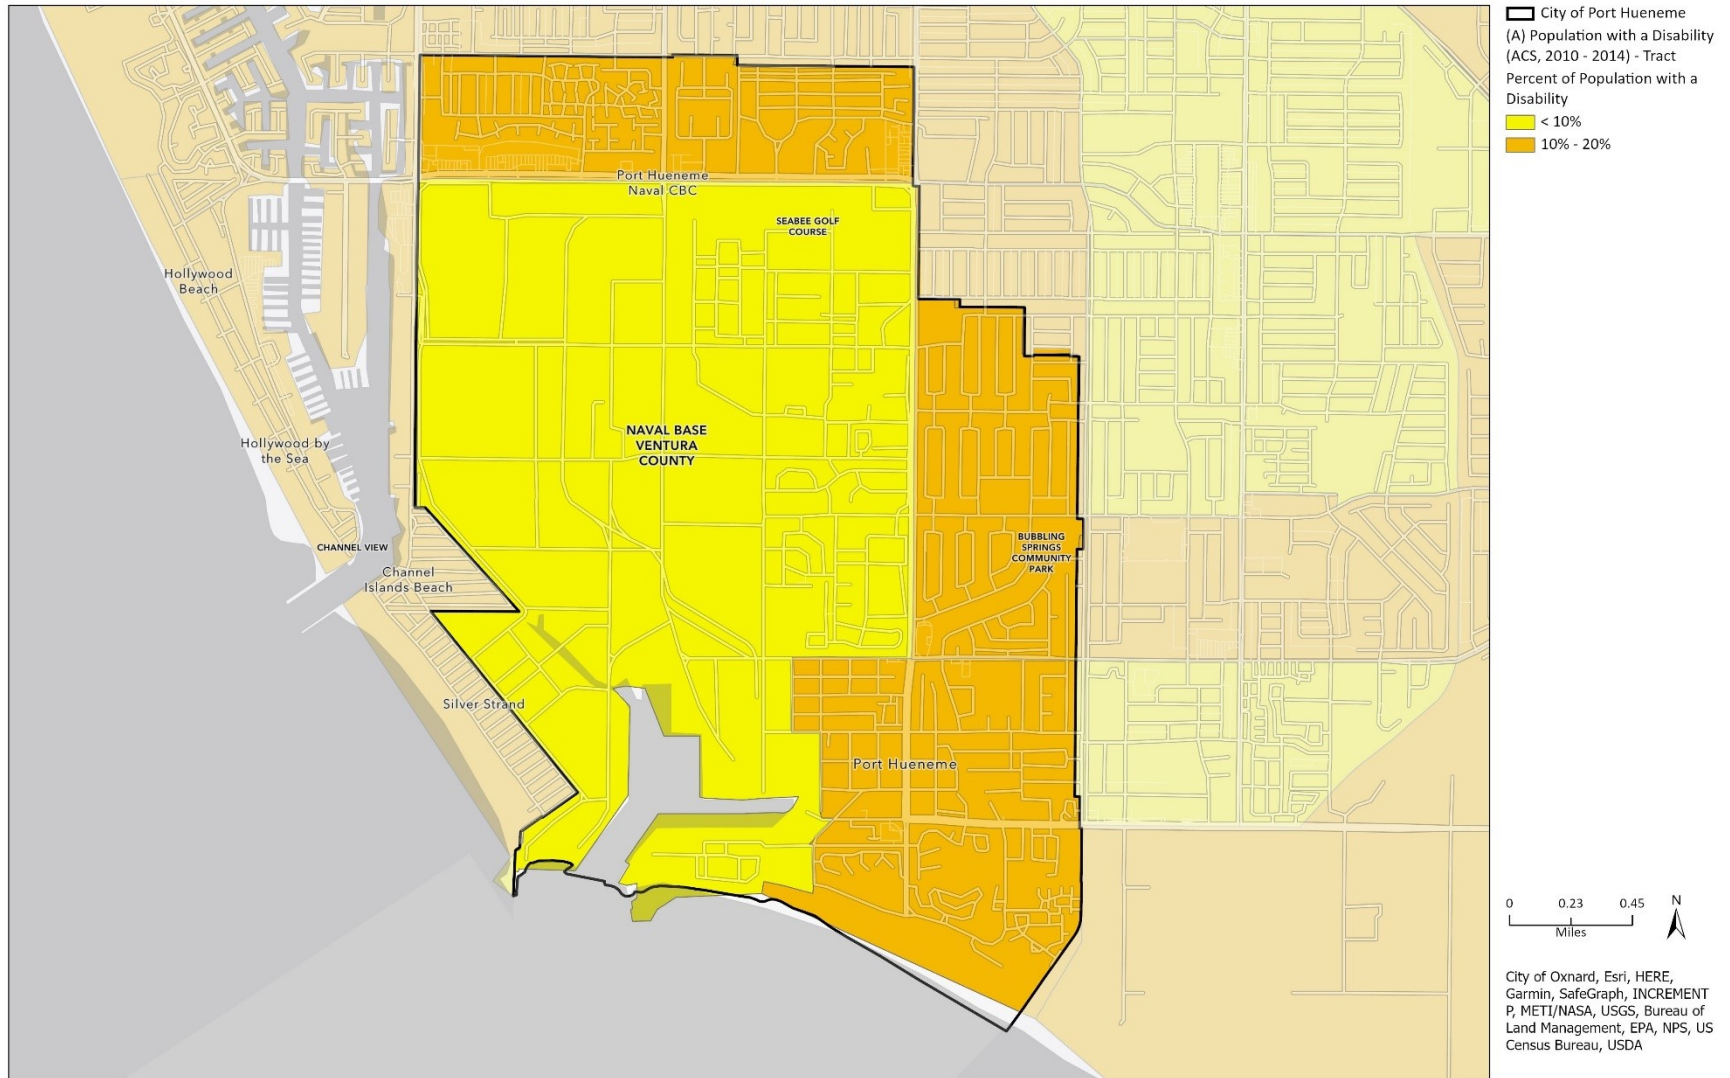 Port Hueneme
Naval CBC
SEABEE GOLF
COURSE
Hollywood
Beach
NAVAL BASE
VENTURA
COUNTY
Hollywood by
the Sea
CHANNEL VIEW
BUBBLING
SPRINGS
COMMUNITY
PARK
Channel
Islands Beach
Silver Strand
Port Hueneme
City of Port Hueneme
(A) Population with a Disability
(ACS, 2010 - 2014) - Tract
Percent of Population with a
Disability
< 10%
10% - 20%
0 0.23 0.45
Miles
N
City of Oxnard, Esri, HERE,
Garmin, SafeGraph, INCREMENT
P, METI/NASA, USGS, Bureau of
Land Management, EPA, NPS, US
Census Bureau, USDA